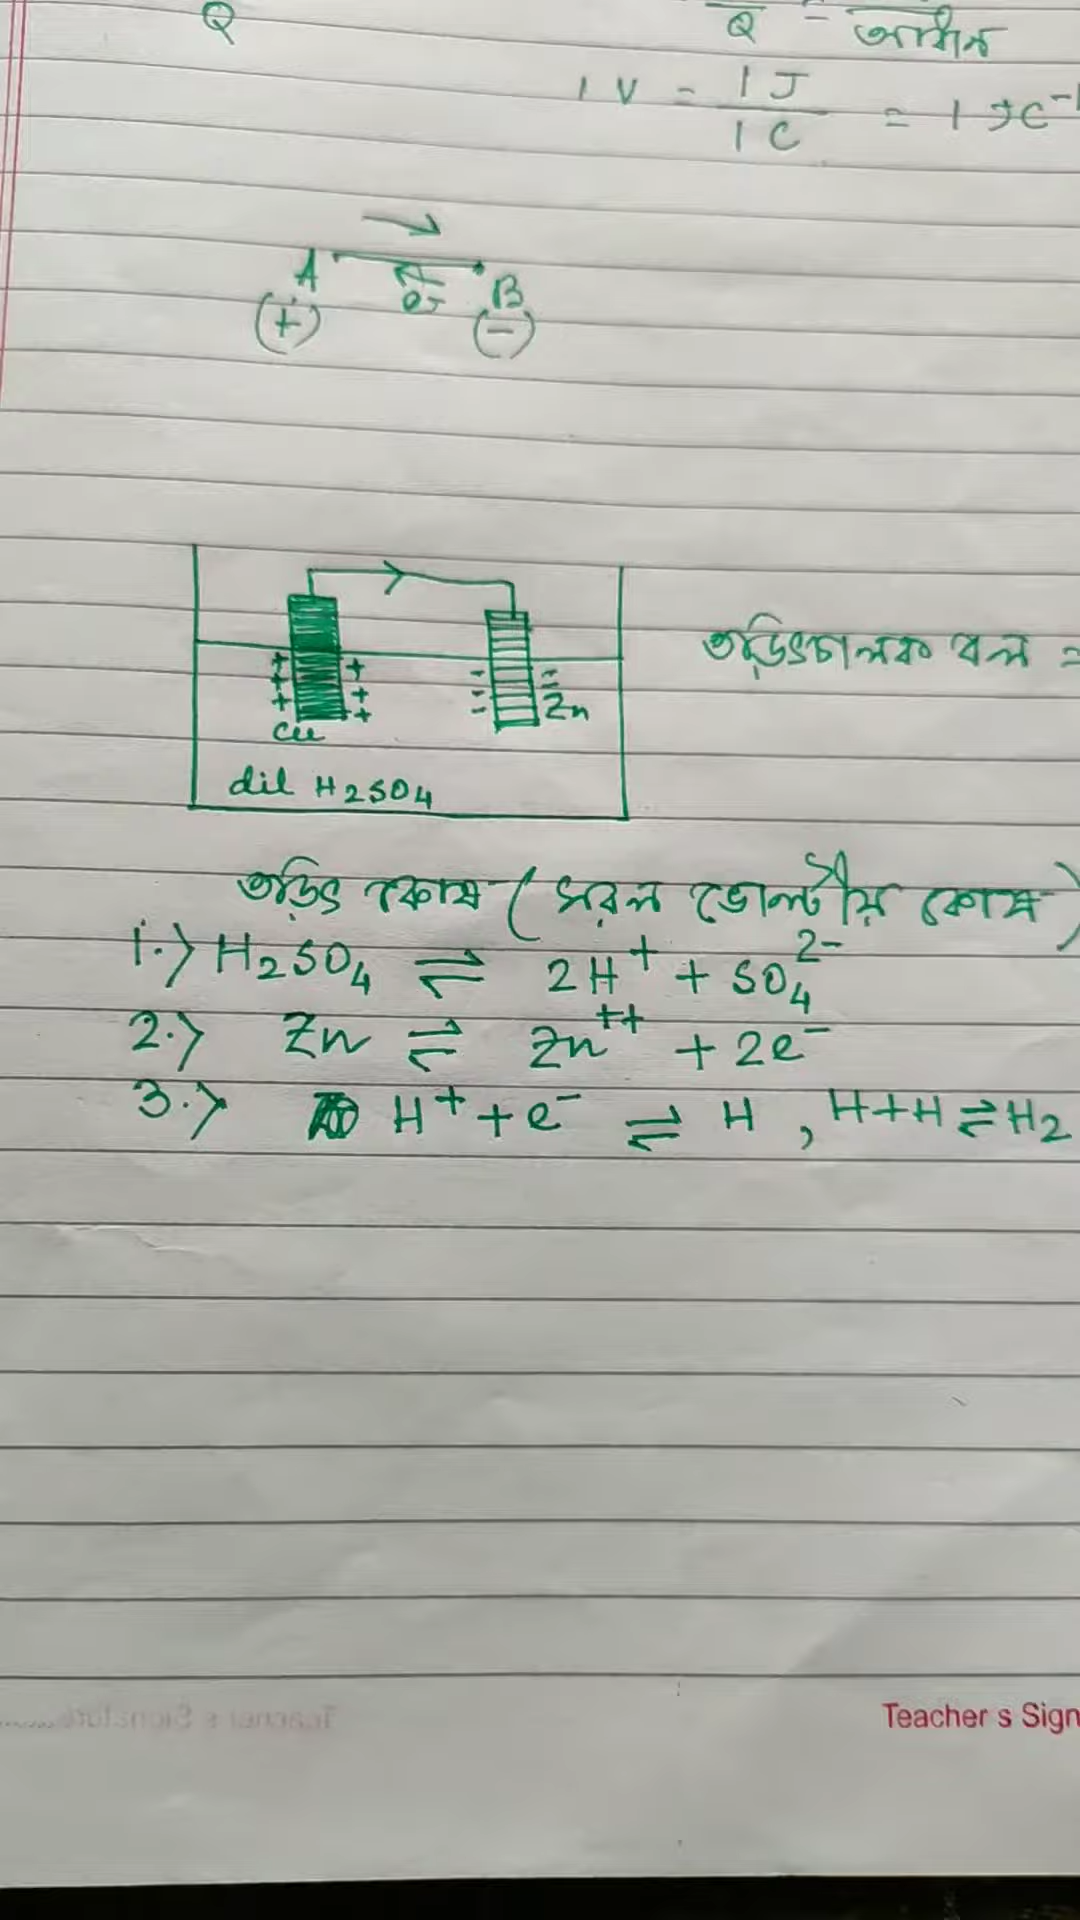 Q
Q = আধান
1 V = 1 J / 1 C = 1 JC⁻¹
A B
e-
(+) (-)
+ + + + + +
- - - = - -
Cu Zn
dil H₂SO₄
তড়িৎচালক বল =
তড়িৎ কোষ (সরল ভোল্টীয় কোষ)
1.> H₂SO₄ ⇌ 2H⁺ + SO₄²⁻
2.> Zn ⇌ Zn⁺⁺ + 2e⁻
3.> H⁺ + e⁻ ⇌ H , H+H ⇌ H₂
Teacher s Sign